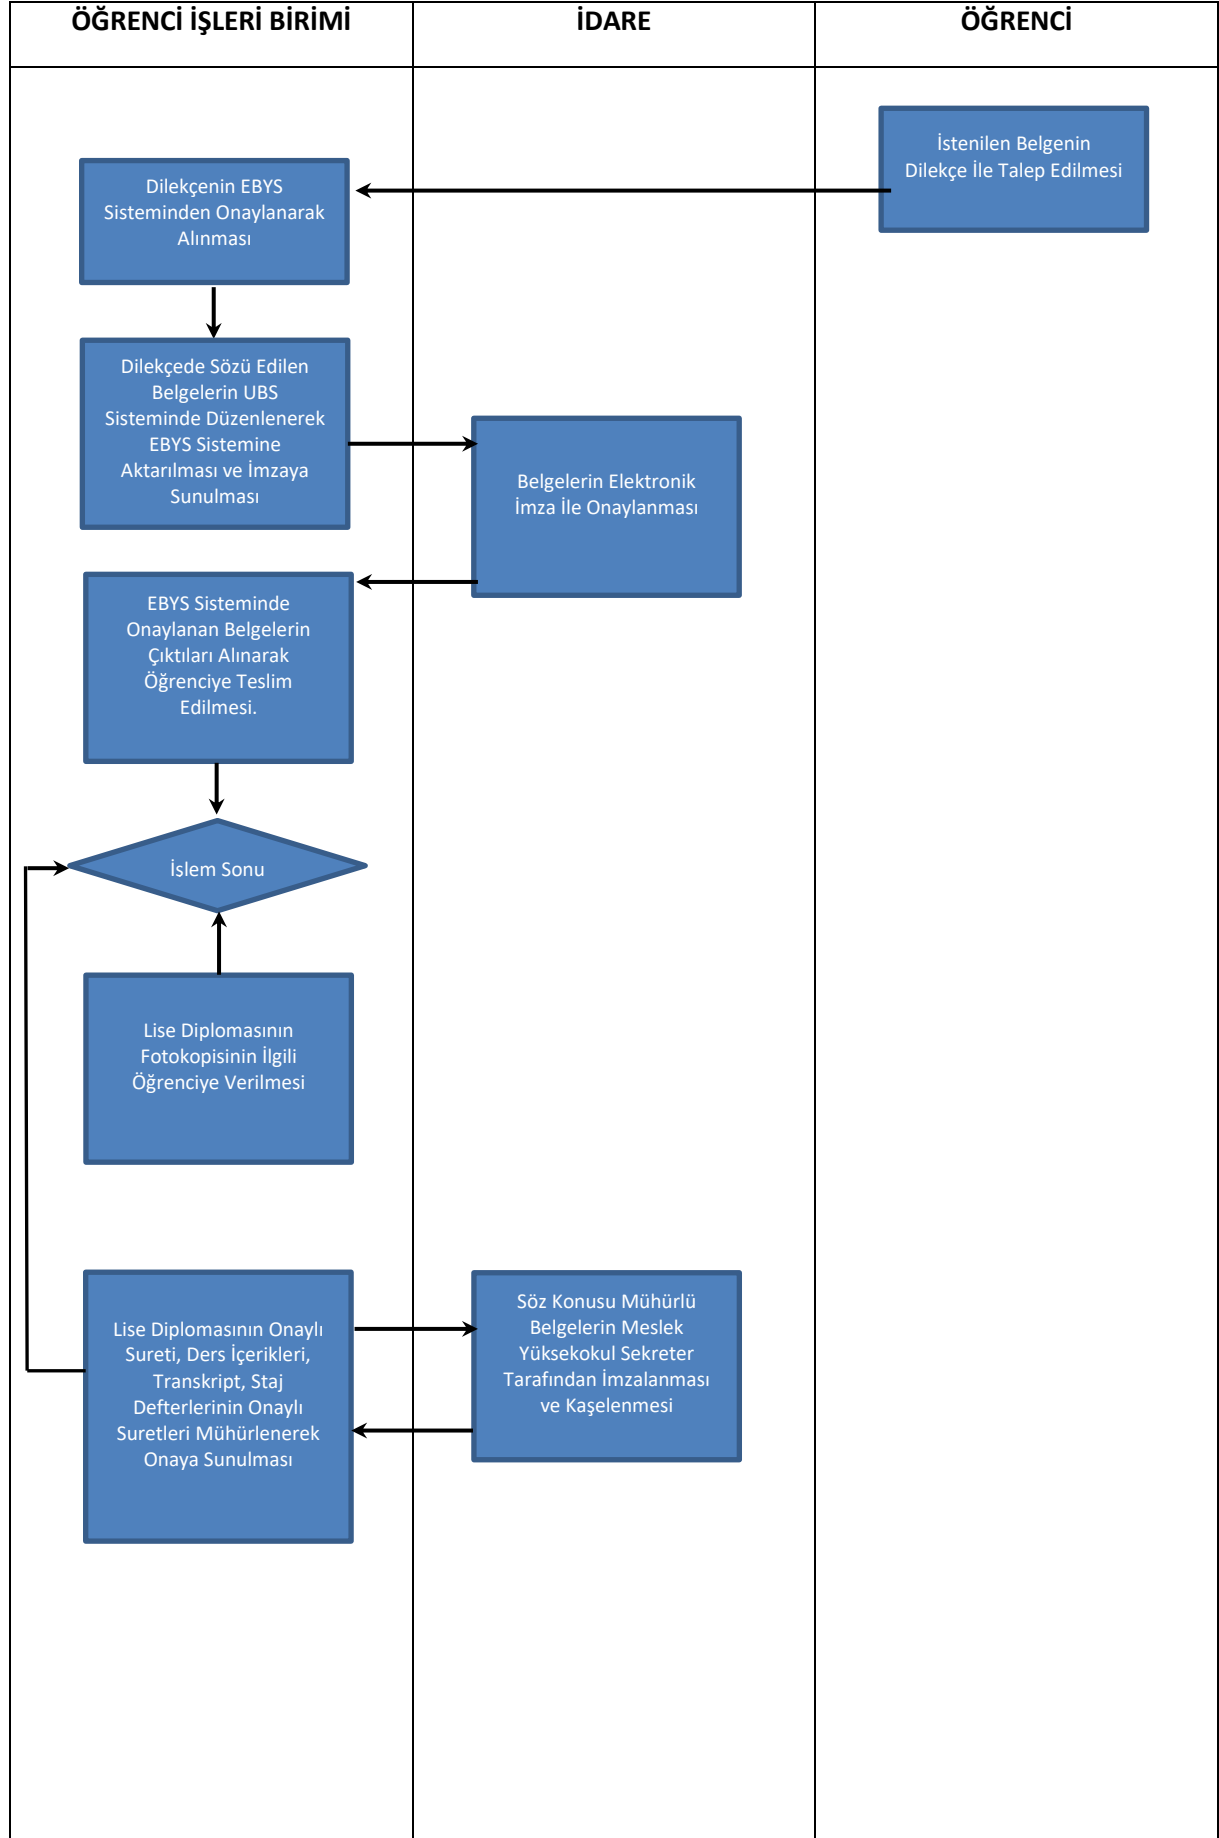 ÖĞRENCİ İŞLERİ BİRİMİ
İDARE
ÖĞRENCİ
İstenilen Belgenin
Dilekçe İle Talep Edilmesi
Dilekçenin EBYS
Sisteminden Onaylanarak
Alınması
Dilekçede Sözü Edilen
Belgelerin UBS
Sisteminde Düzenlenerek
EBYS Sistemine
Aktarılması ve İmzaya
Sunulması
Belgelerin Elektronik
İmza İle Onaylanması
EBYS Sisteminde
Onaylanan Belgelerin
Çıktıları Alınarak
Öğrenciye Teslim
Edilmesi.
İslem Sonu
Lise Diplomasının
Fotokopisinin İlgili
Öğrenciye Verilmesi
Lise Diplomasının Onaylı
Sureti, Ders İçerikleri,
Transkript, Staj
Defterlerinin Onaylı
Suretleri Mühürlenerek
Onaya Sunulması
Söz Konusu Mühürlü
Belgelerin Meslek
Yüksekokul Sekreter
Tarafından İmzalanması
ve Kaşelenmesi